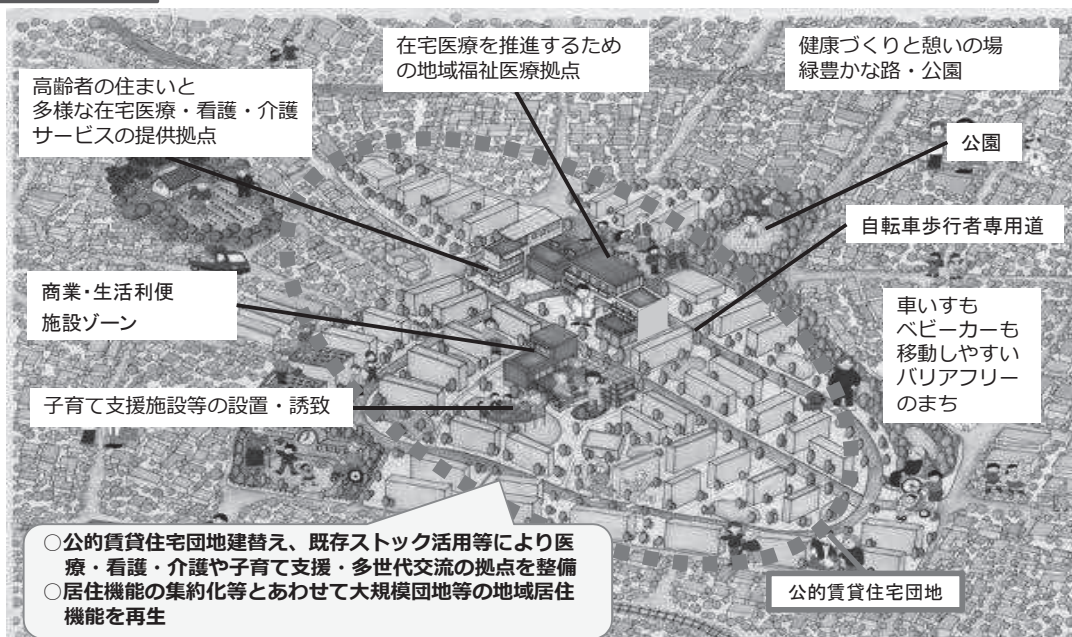 在宅医療を推進するため
の地域福祉医療拠点
健康づくりと憩いの場
緑豊かな路・公園
高齢者の住まいと
多様な在宅医療・看護・介護
サービスの提供拠点
公園
自転車歩行者専用道
商業・生活利便
施設ゾーン
車いすも
ベビーカーも
移動しやすい
バリアフリー
のまち
子育て支援施設等の設置・誘致
○公的賃貸住宅団地建替え、既存ストック活用等により医
療・看護・介護や子育て支援・多世代交流の拠点を整備
○居住機能の集約化等とあわせて大規模団地等の地域居住
機能を再生
公的賃貸住宅団地